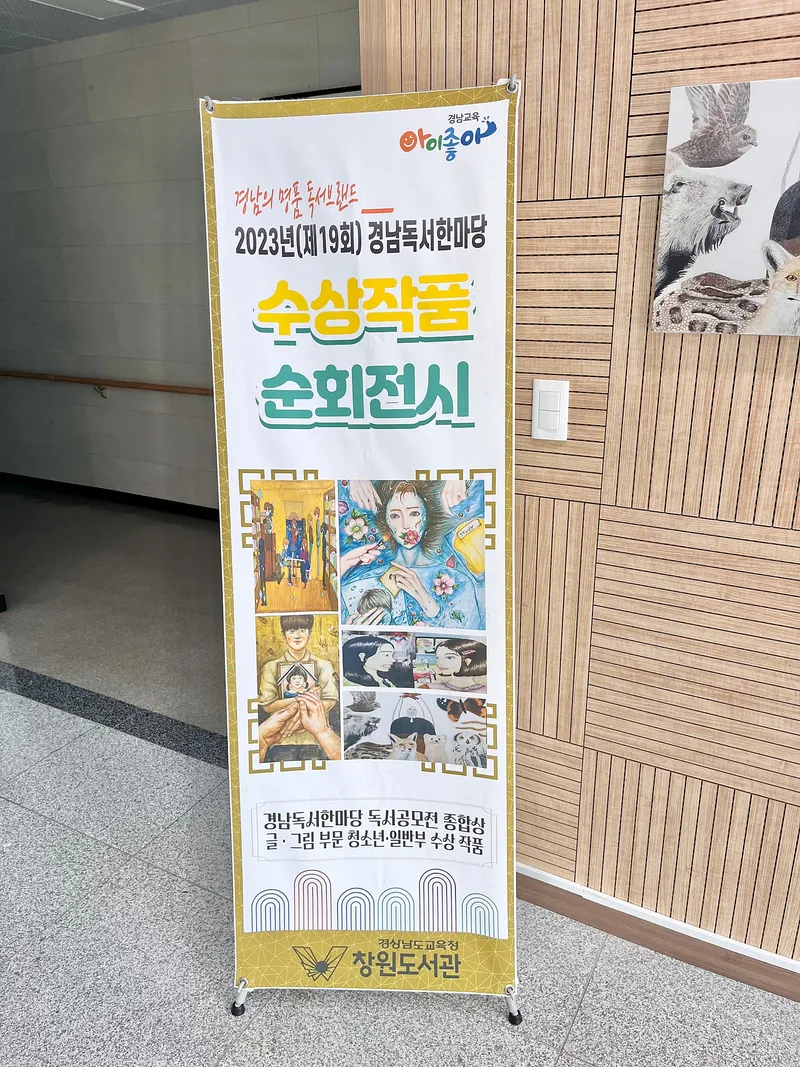 경남교육
아이좋아
경남의 명품 독서브랜드
2023년(제19회) 경남독서한마당
수상작품
순회전시
경남독서한마당 독서공모전 종합상
글·그림 부문 청소년·일반부 수상 작품
경상남도교육청
창원도서관